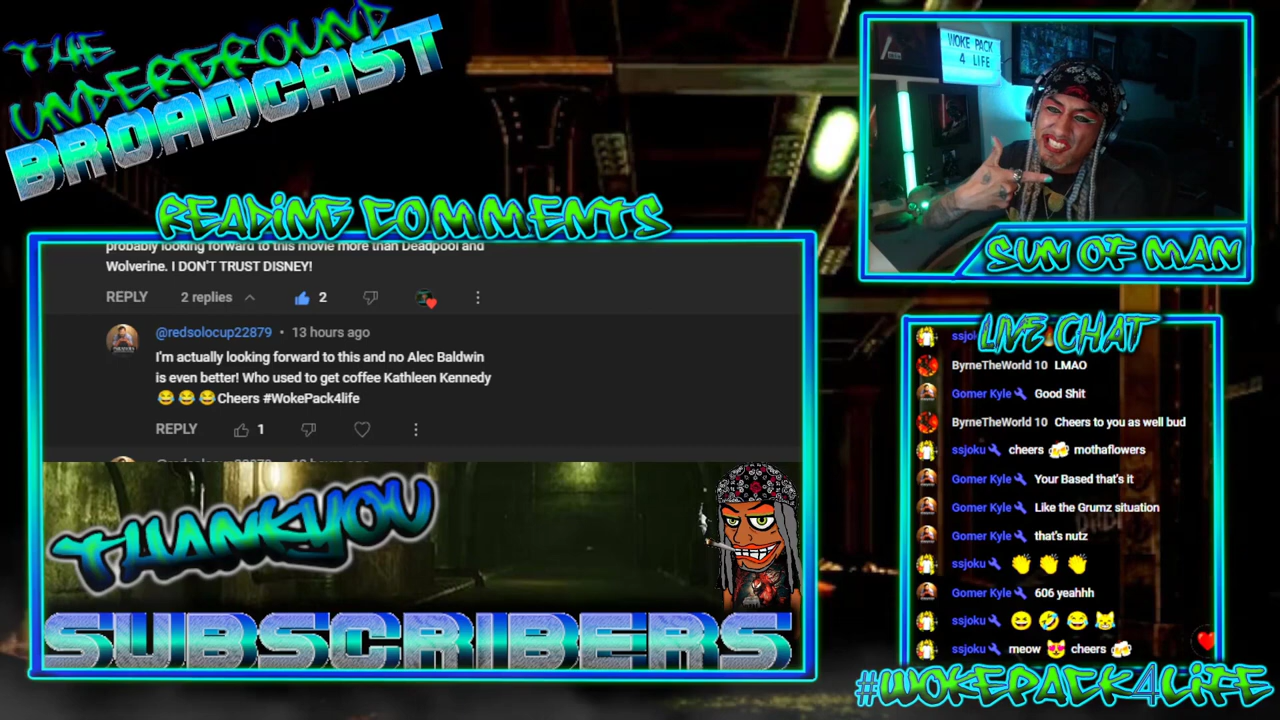 THE
UNDERGROUND
BROADCAST
READING COMMENTS
probably looking forward to this movie more than Deadpool and
Wolverine. I DON'T TRUST DISNEY!
REPLY 2 replies 2
@redsolocup22879 • 13 hours ago
I'm actually looking forward to this and no Alec Baldwin
is even better! Who used to get coffee Kathleen Kennedy
😂 😂 😂 Cheers #WokePack4life
REPLY 1
THANKYOU
SUBSCRIBERS
WOKE PACK
4 LIFE
SUN OF MAN
LIVE CHAT
ByrneTheWorld 10 LMAO
Gomer Kyle Good Shit
ByrneTheWorld 10 Cheers to you as well bud
ssjoku cheers 🍻 mothaflowers
Gomer Kyle Your Based that's it
Gomer Kyle Like the Grumz situation
Gomer Kyle that's nutz
ssjoku 👏 👏 👏
Gomer Kyle 606 yeahhh
ssjoku 😆 🤣 😂 😹
ssjoku meow 😻 cheers 🍻
#WOKEPACK4LIFE